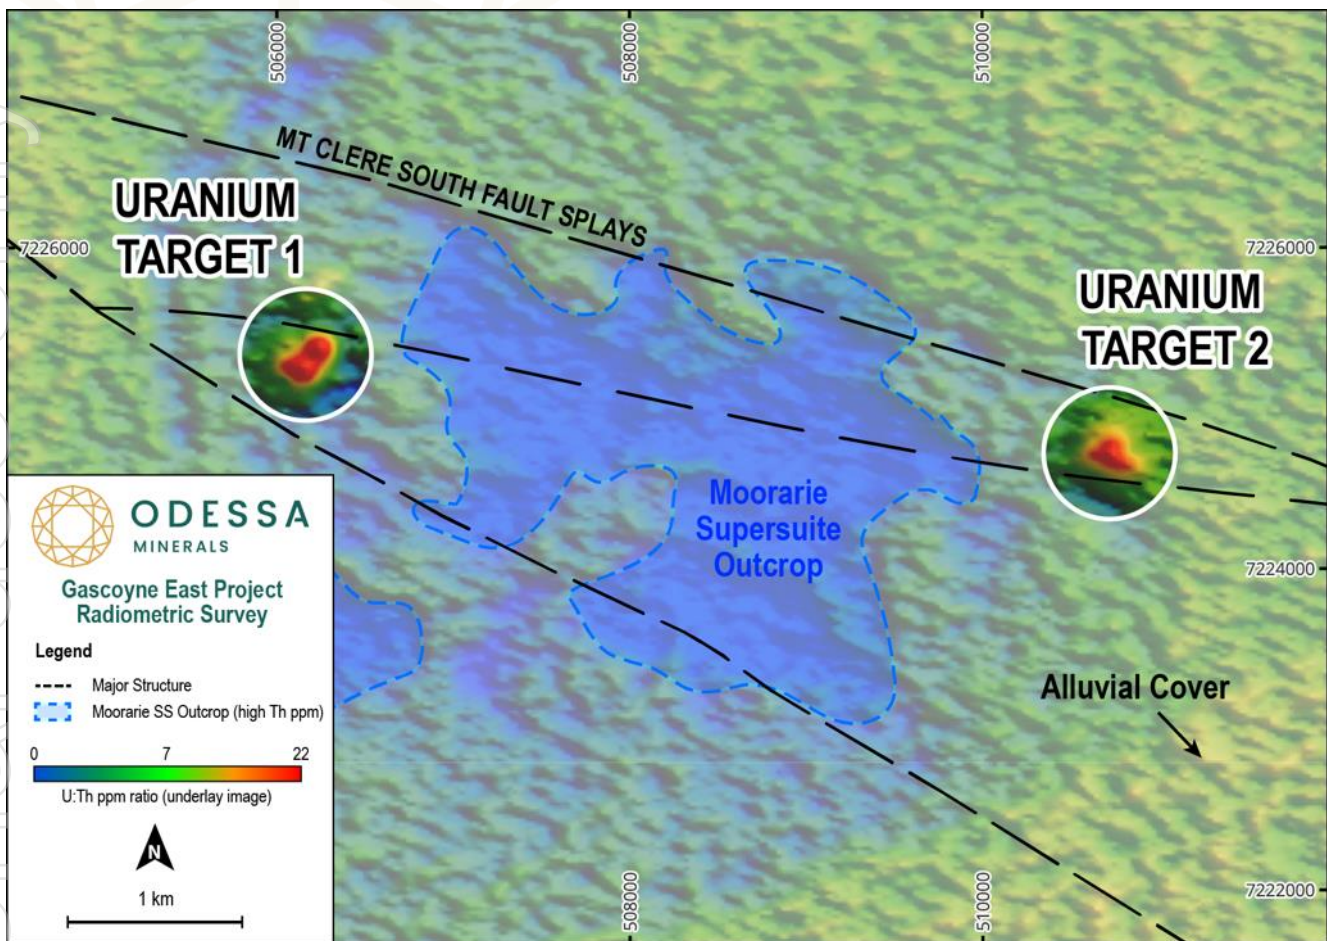 506000
508000
510000
MT CLERE SOUTH FAULT SPLAYS
URANIUM
TARGET 1
7226000
7226000
URANIUM
TARGET 2
Moorarie
Supersuite
Outcrop
7224000
Alluvial Cover
ODESSA
MINERALS
Gascoyne East Project
Radiometric Survey
Legend
Major Structure
Moorarie SS Outcrop (high Th ppm)
0
7
22
U:Th ppm ratio (underlay image)
N
1 km
508000
510000
7222000